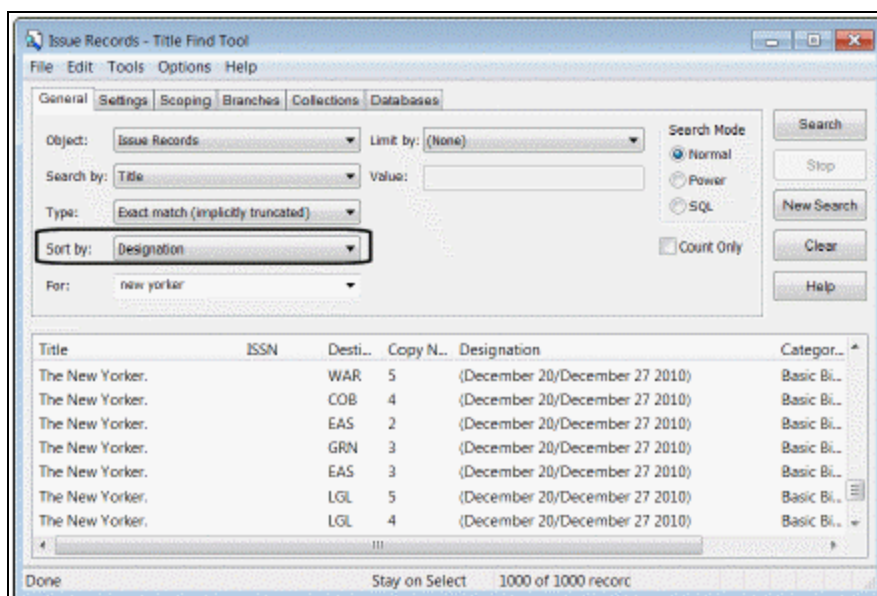 Issue Records - Title Find Tool
File Edit Tools Options Help
General Settings Scoping Branches Collections Databases
Object: Issue Records Limit by: (None) Search Mode Search
Normal
Search by: Title Value: Stop
Power
Type: Exact match (implicitly truncated) SQL New Search
Sort by: Designation Count Only Clear
For: new yorker Help
Title ISSN Desti... Copy N... Designation Categor...
The New Yorker. WAR 5 (December 20/December 27 2010) Basic Bi...
The New Yorker. COB 4 (December 20/December 27 2010) Basic Bi...
The New Yorker. EAS 2 (December 20/December 27 2010) Basic Bi...
The New Yorker. GRN 3 (December 20/December 27 2010) Basic Bi...
The New Yorker. EAS 3 (December 20/December 27 2010) Basic Bi...
The New Yorker. LGL 5 (December 20/December 27 2010) Basic Bi...
The New Yorker. LGL 4 (December 20/December 27 2010) Basic Bi...
Done Stay on Select 1000 of 1000 recorc